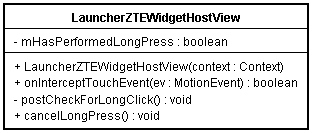 LauncherZTEWidgetHostView
- mHasPerformedLongPress : boolean
+ LauncherZTEWidgetHostView(context : Context)
+ onInterceptTouchEvent(ev : MotionEvent) : boolean
- postCheckForLongClick() : void
+ cancelLongPress() : void